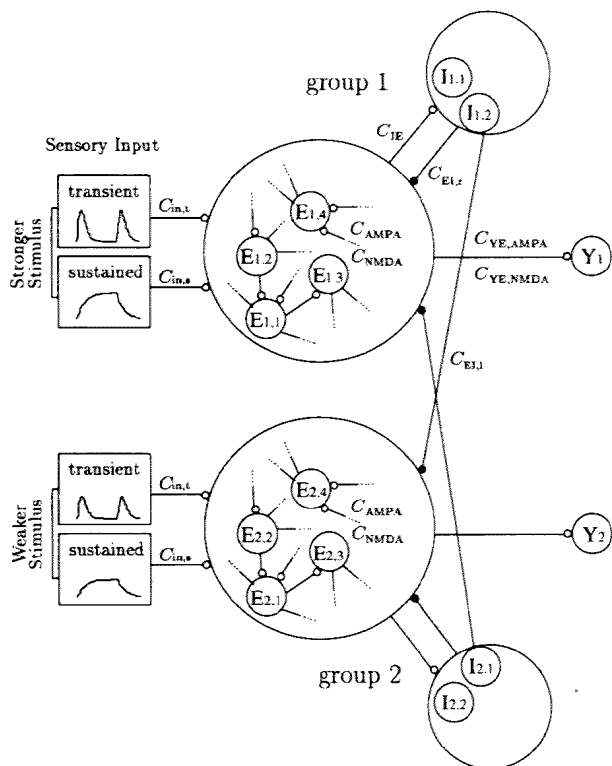 group 1
I1,1
I1,2
CIE
CEI,r
Sensory Input
Stronger
Stimulus
transient
Cin,t
sustained
Cin,s
E1,4
E1,2
E1,3
E1,1
CAMPA
CNMDA
CYE,AMPA
CYE,NMDA
Y1
CEI,l
Weaker
Stimulus
transient
Cin,t
sustained
Cin,s
E2,4
E2,2
E2,3
E2,1
CAMPA
CNMDA
Y2
group 2
I2,1
I2,2